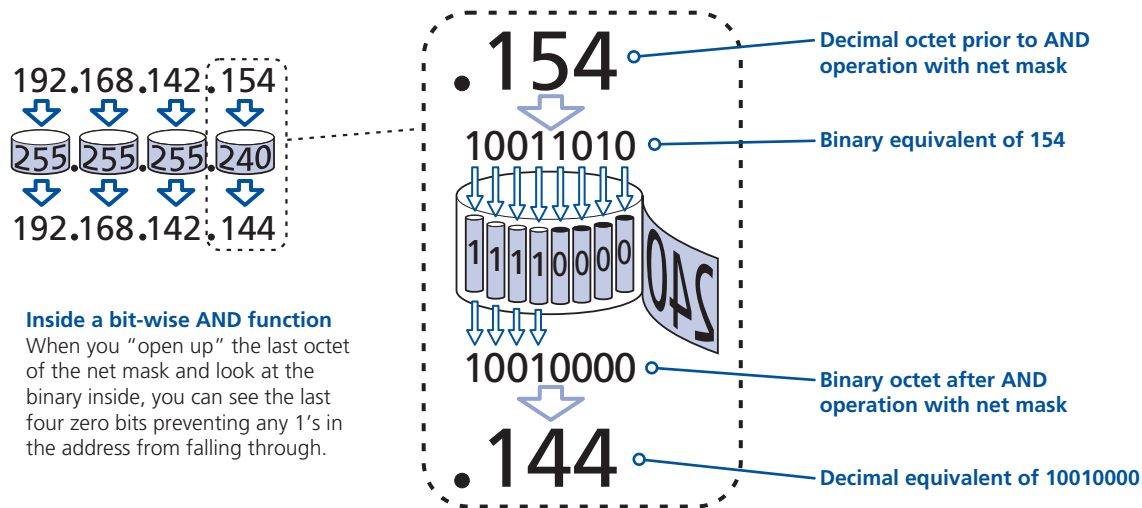 192.168.142.154
255.255.255.240
192.168.142.144
Inside a bit-wise AND function
When you “open up” the last octet
of the net mask and look at the
binary inside, you can see the last
four zero bits preventing any 1’s in
the address from falling through.
.154
10011010
11110000
240
10010000
.144
Decimal octet prior to AND
operation with net mask
Binary equivalent of 154
Binary octet after AND
operation with net mask
Decimal equivalent of 10010000